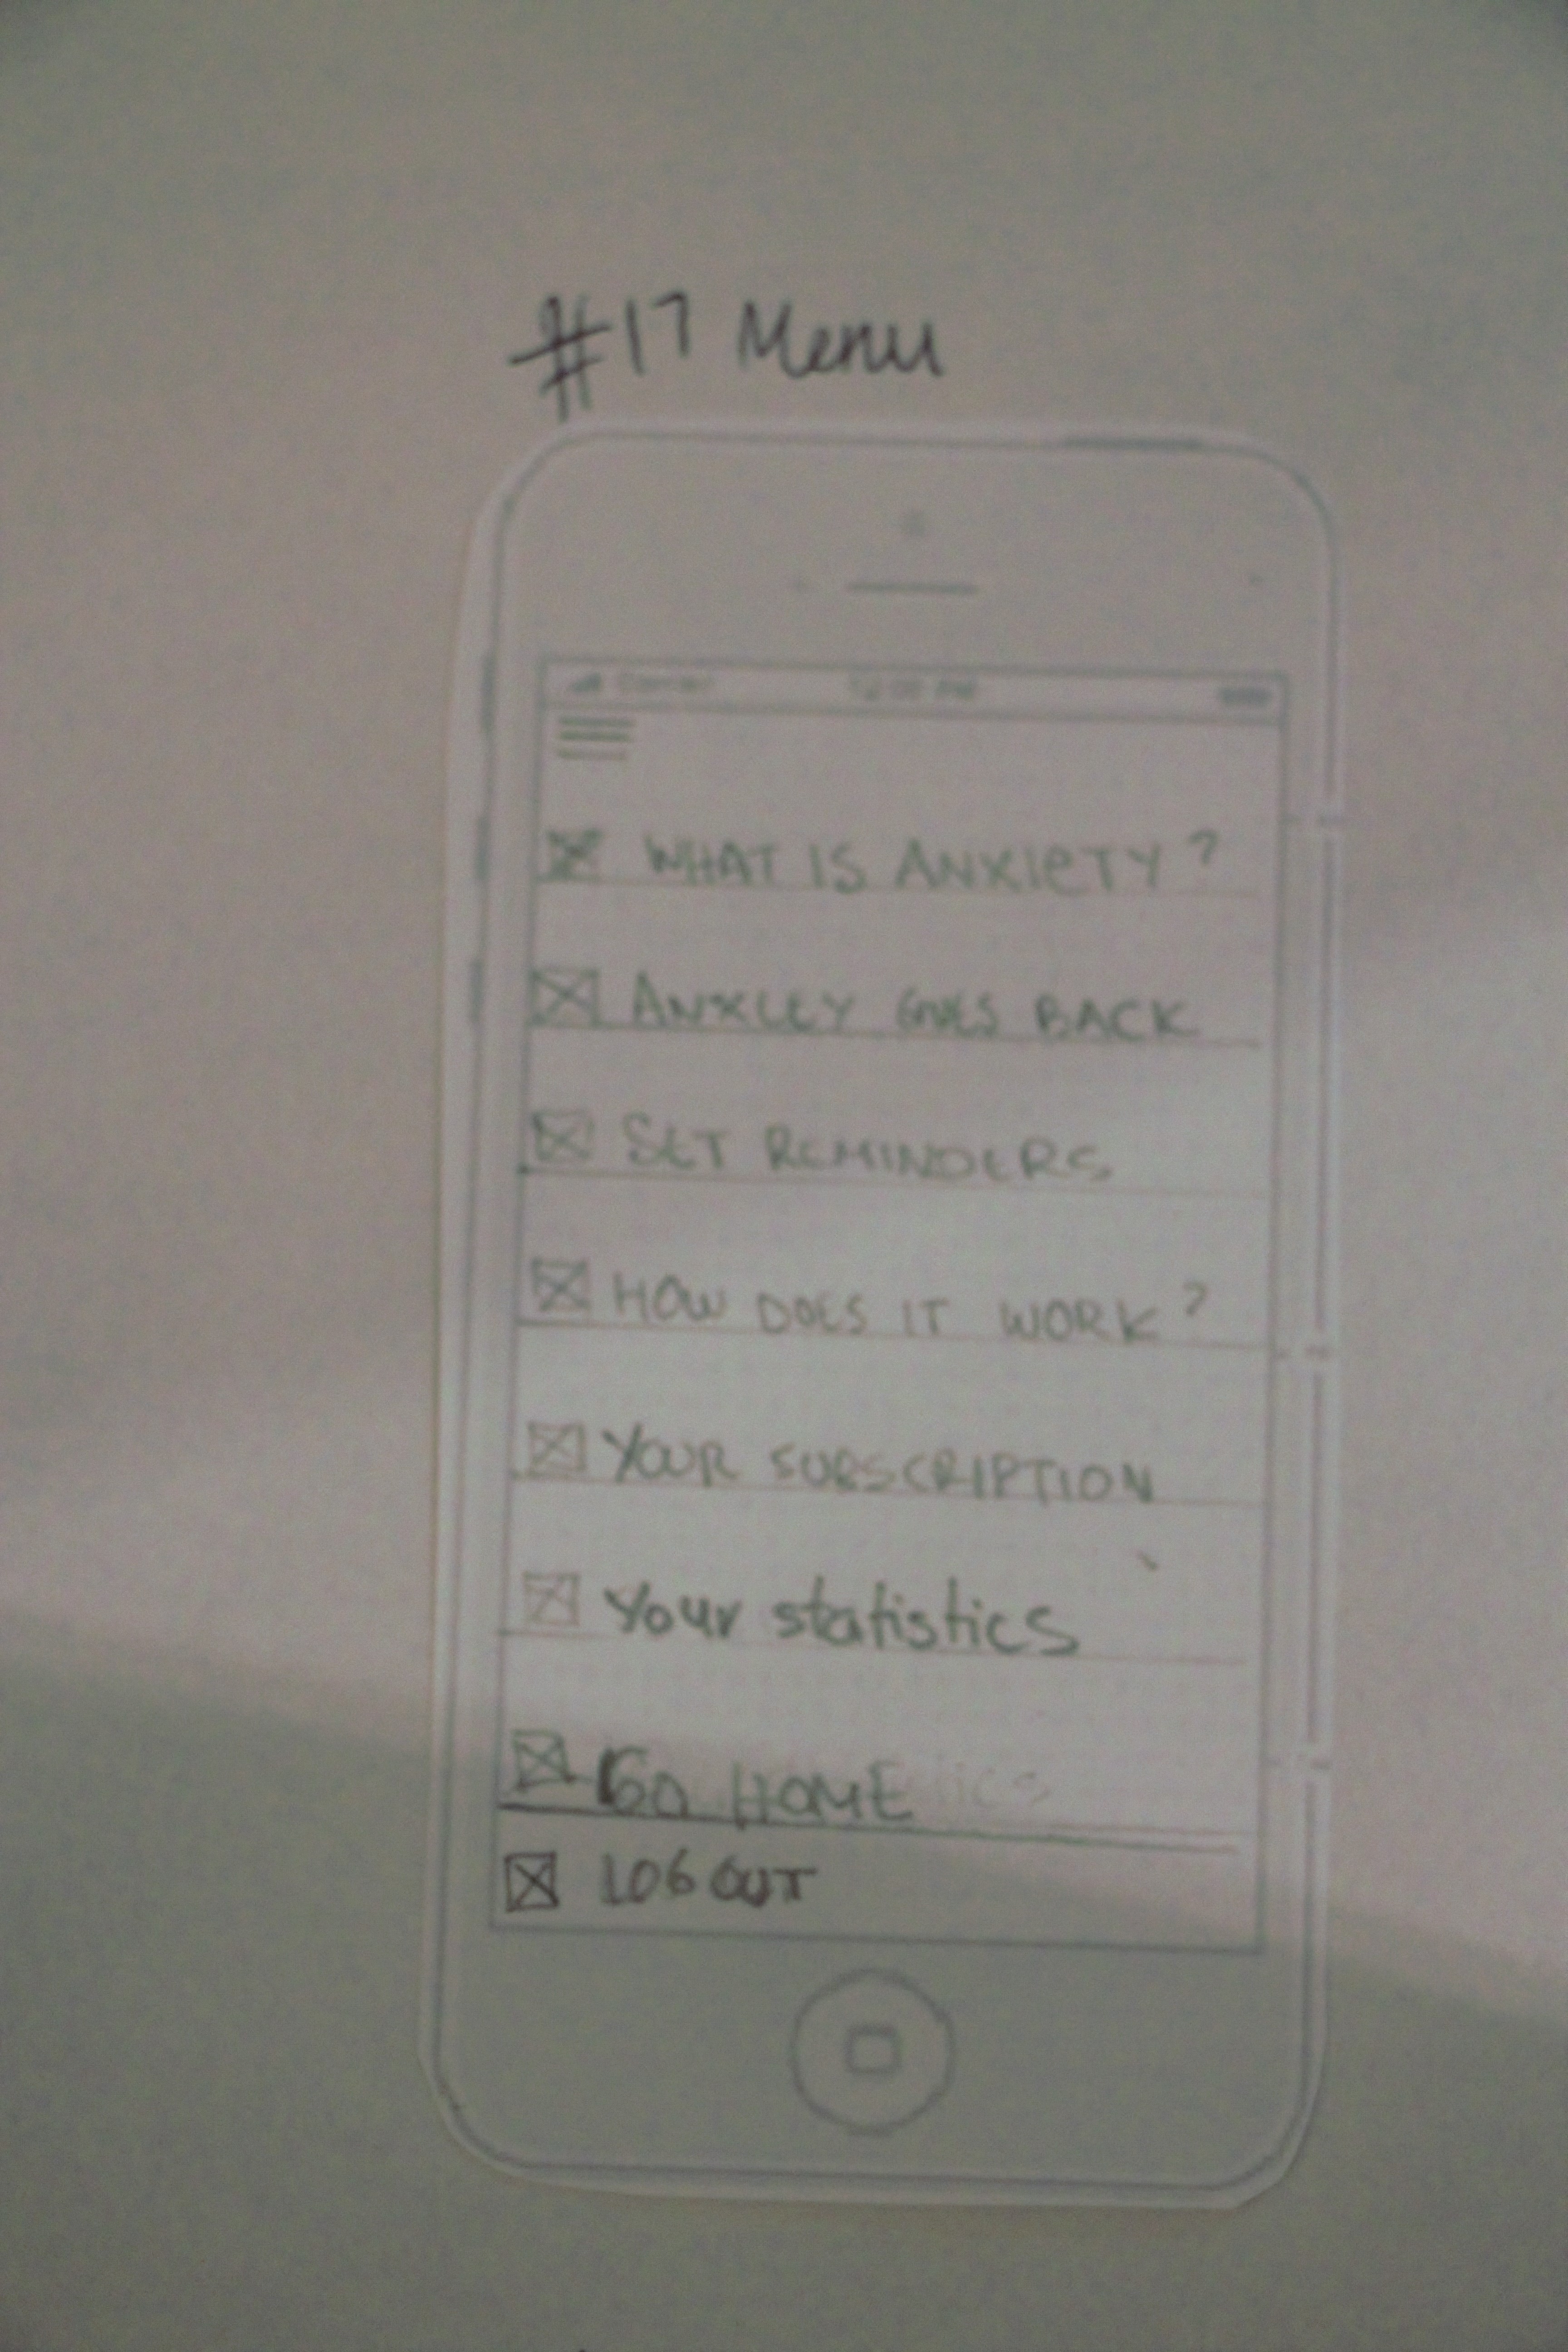 #17 Menu
Carrier 12:00 PM
WHAT IS ANXIETY ?
ANXLEY GOES BACK
SET REMINDERS
HOW DOES IT WORK ?
YOUR SUBSCRIPTION
Your statistics
GO HOME
LOG OUT